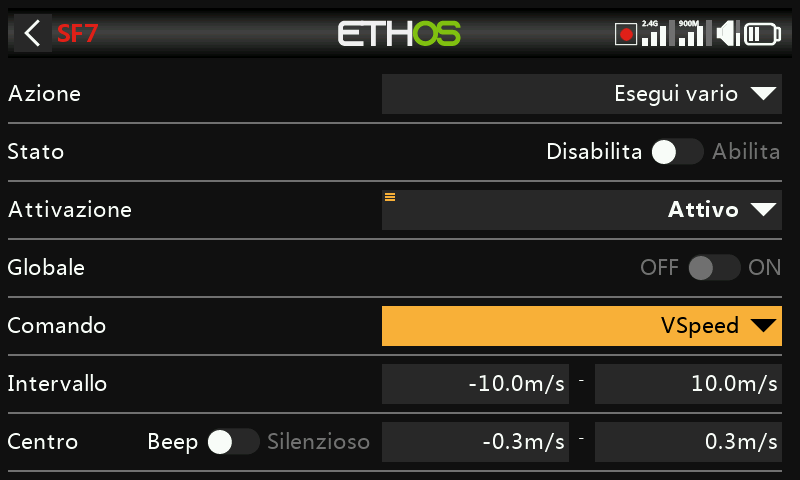 SF7 ETHOS 2.4G 900M
Azione Esegui vario
Stato Disabilita Abilita
Attivazione Attivo
Globale OFF ON
Comando VSpeed
Intervallo -10.0m/s - 10.0m/s
Centro Beep Silenzioso -0.3m/s - 0.3m/s